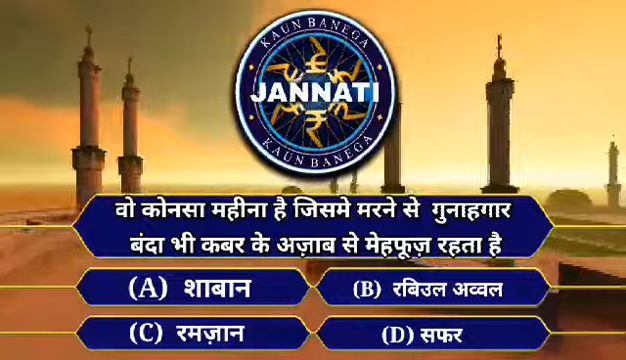 KAUN BANEGA
JANNATI
KAUN BANEGA
वो कोनसा महीना है जिसमे मरने से गुनाहगार
बंदा भी कबर के अज़ाब से मेहफूज़ रहता है
(A) शाबान
(B) रबिउल अव्वल
(C) रमज़ान
(D) सफर